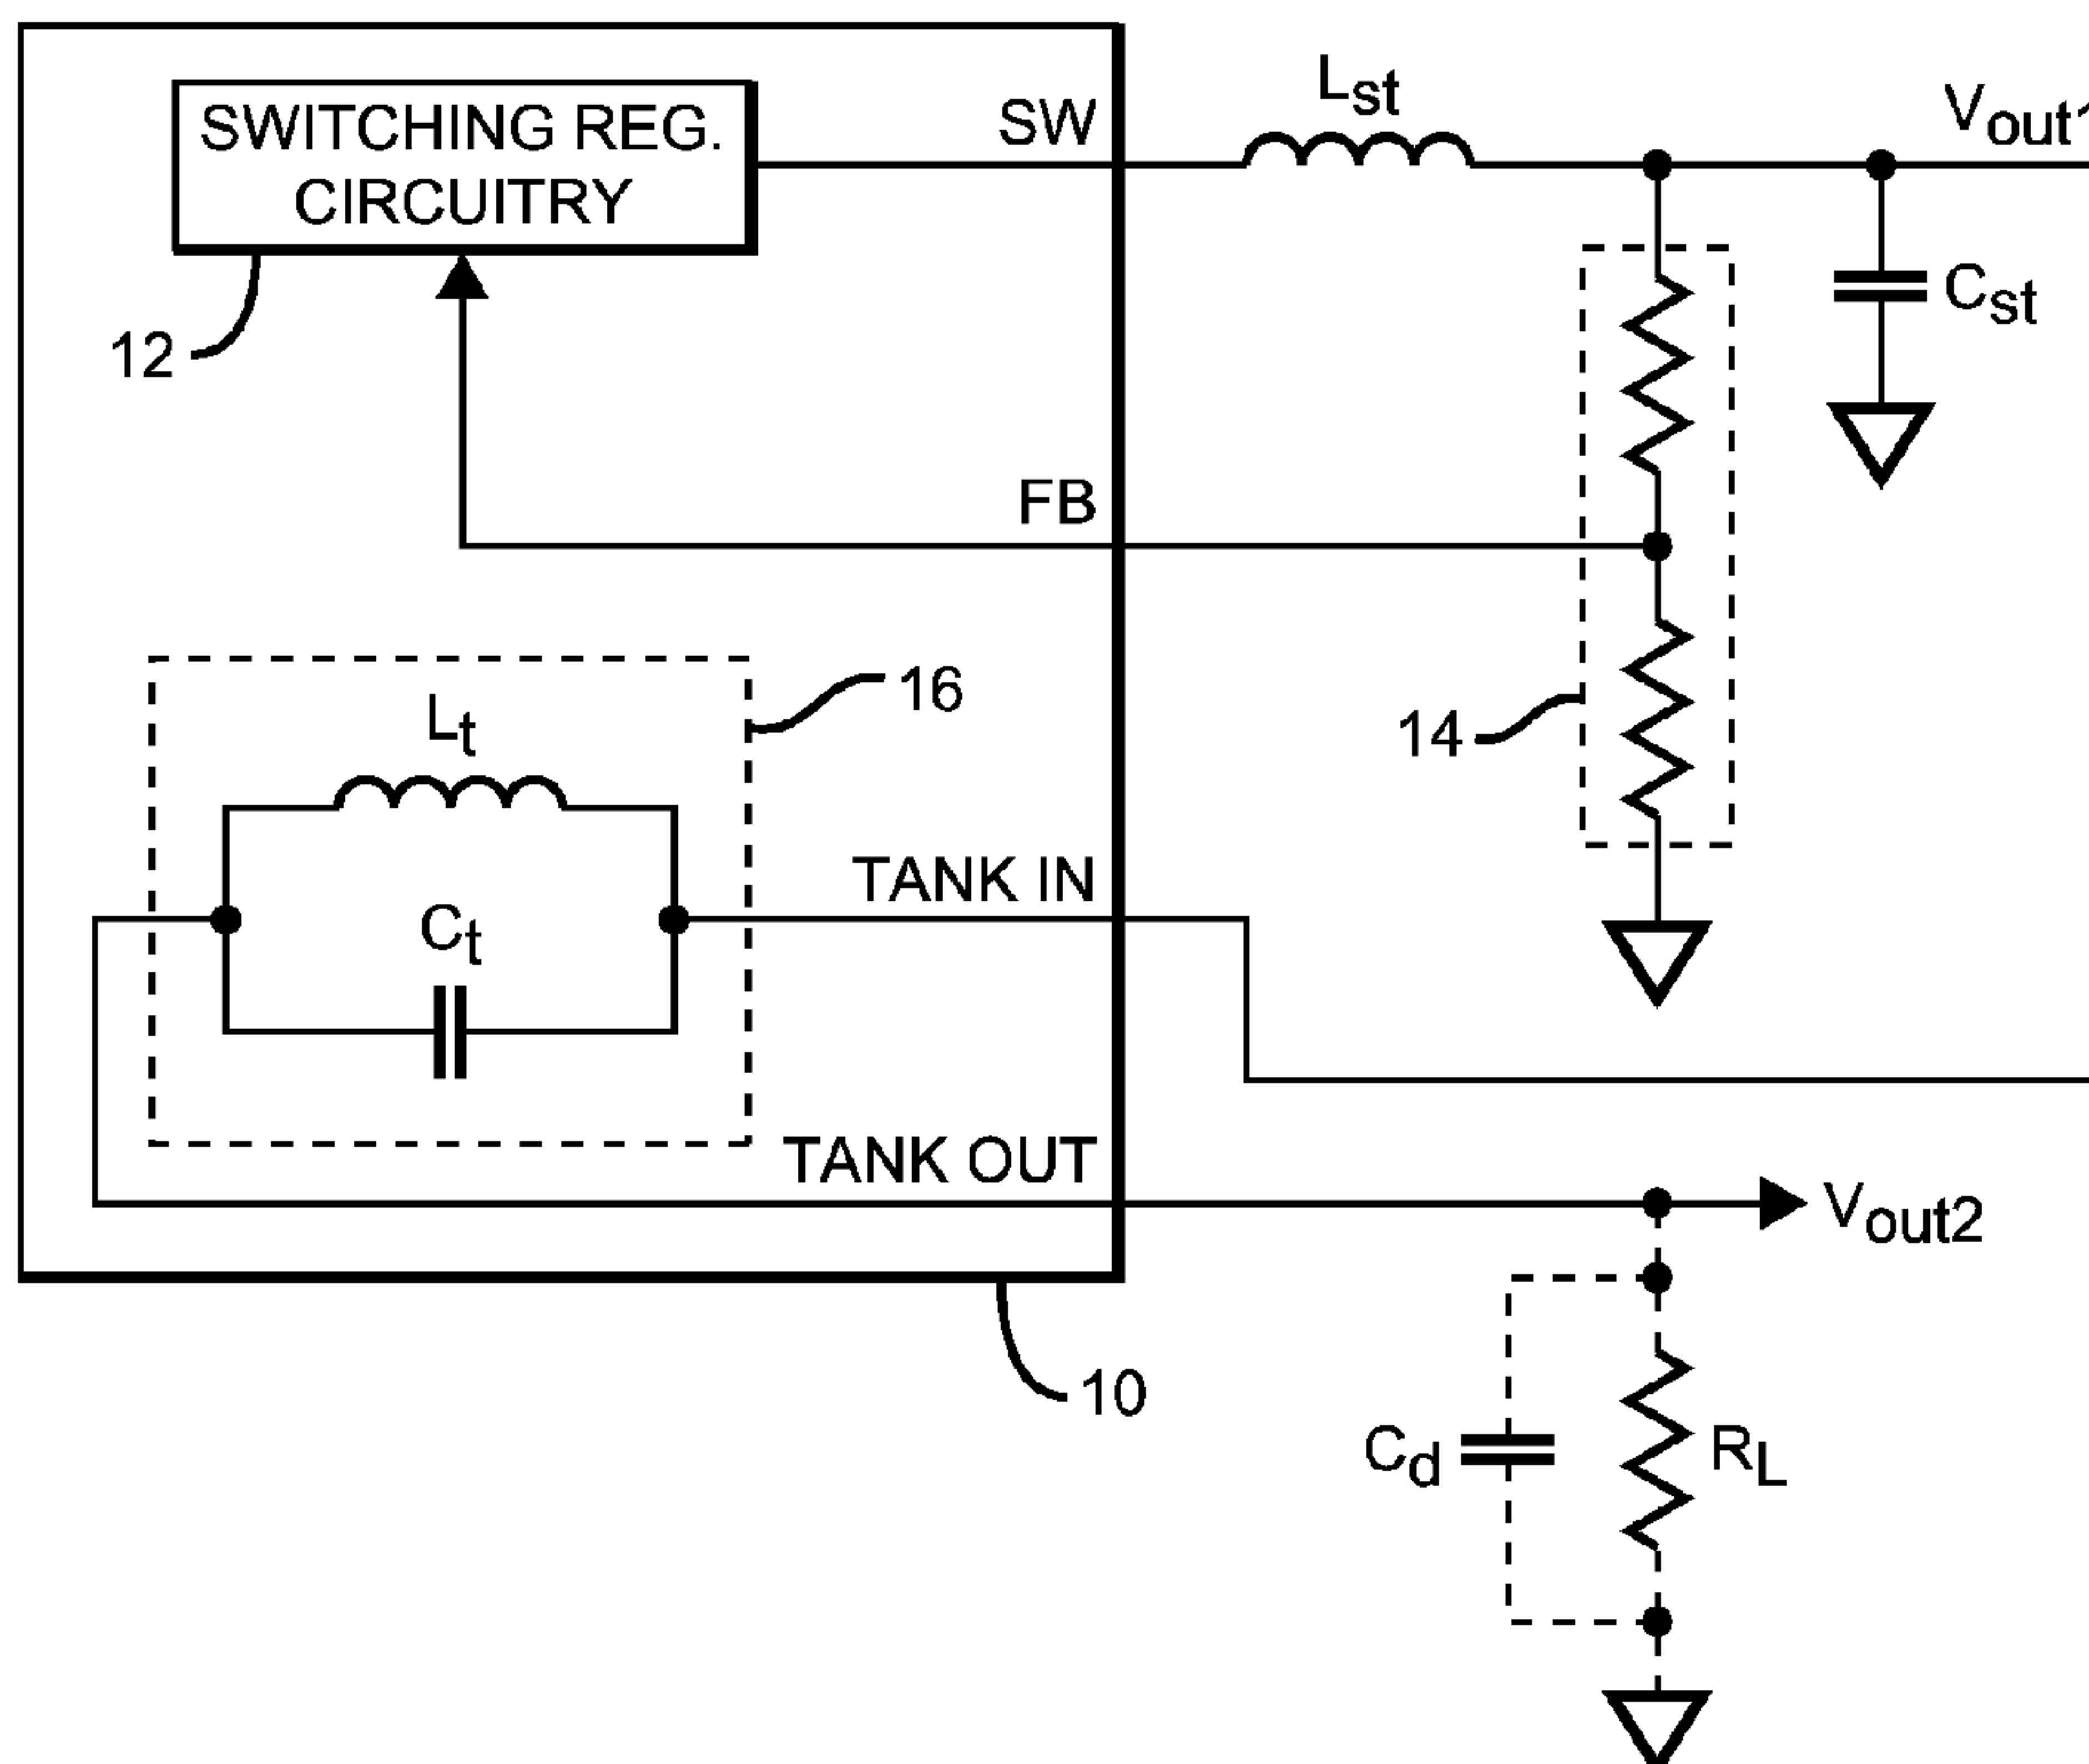 SWITCHING REG.
CIRCUITRY
SW
Lst
Vout1
Cst
12
FB
16
Lt
14
TANK IN
Ct
TANK OUT
Vout2
10
Cd
RL